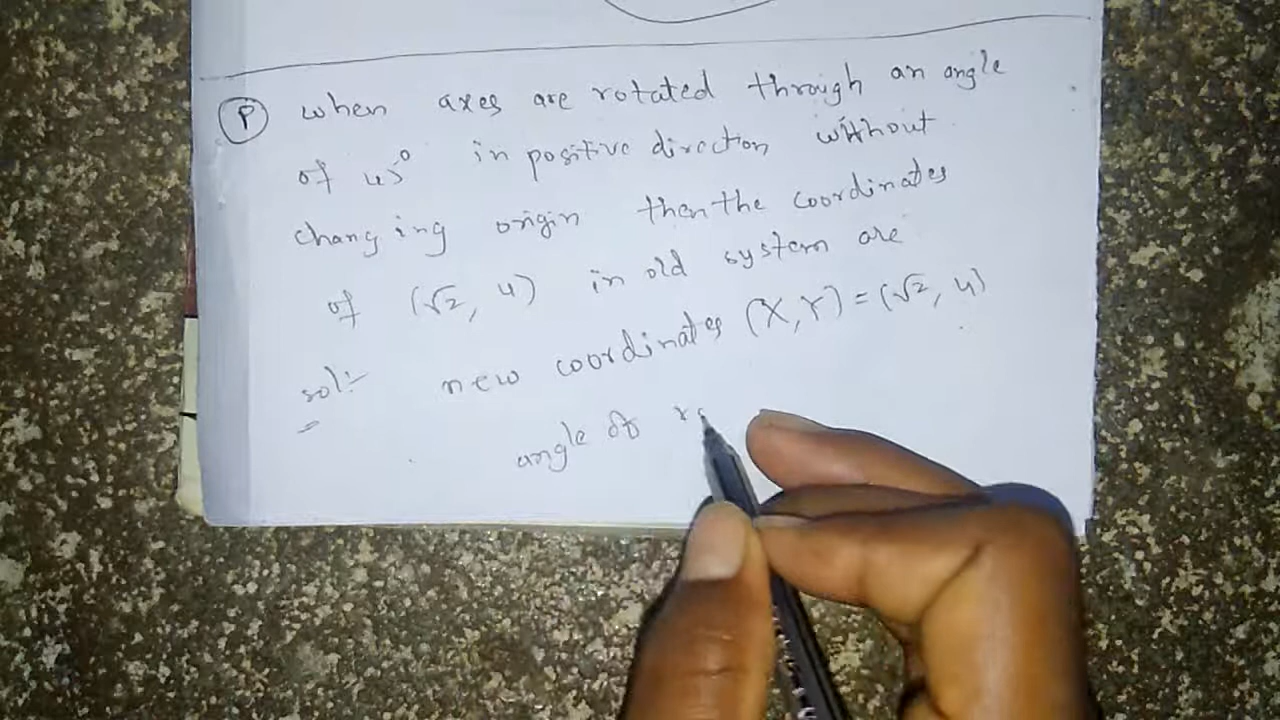 P when axes are rotated through an angle
of 45° in positive direction without
changing origin then the coordinates
of (√2, 4) in old system are
sol:- new coordinates (X, Y) = (√2, 4)
angle of ro